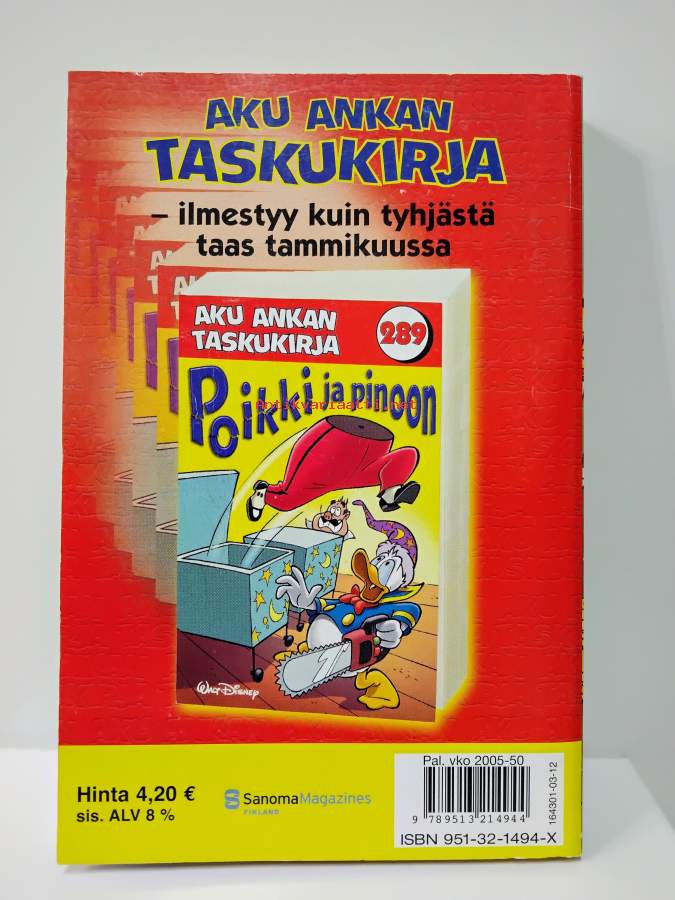 AKU ANKAN
TASKUKIRJA
– ilmestyy kuin tyhjästä
taas tammikuussa
AKU ANKAN
TASKUKIRJA
289
Poikki ja pinoon
Antikvariaatti.net
WALT DISNEY
Hinta 4,20 €
sis. ALV 8 %
S SanomaMagazines
FINLAND
Pal. vko 2005-50
9 789513 214944
ISBN 951-32-1494-X
164301-03-12